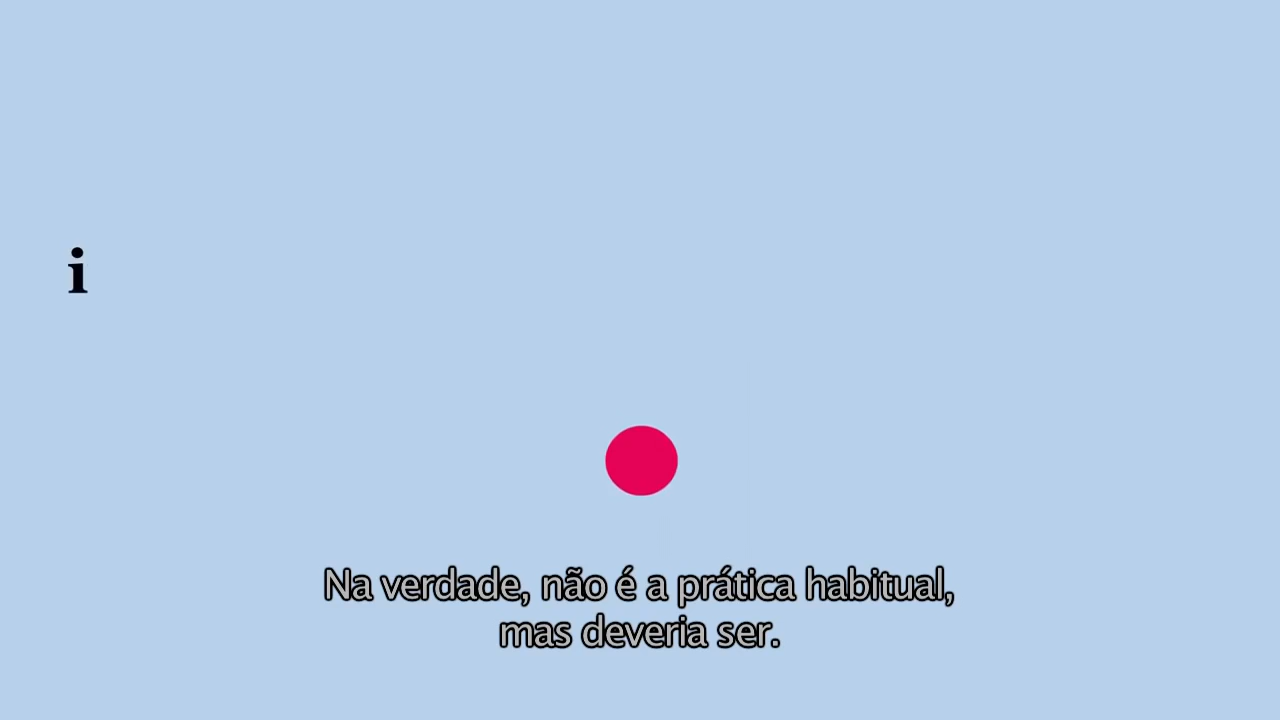 i
Na verdade, não é a prática habitual,
mas deveria ser.